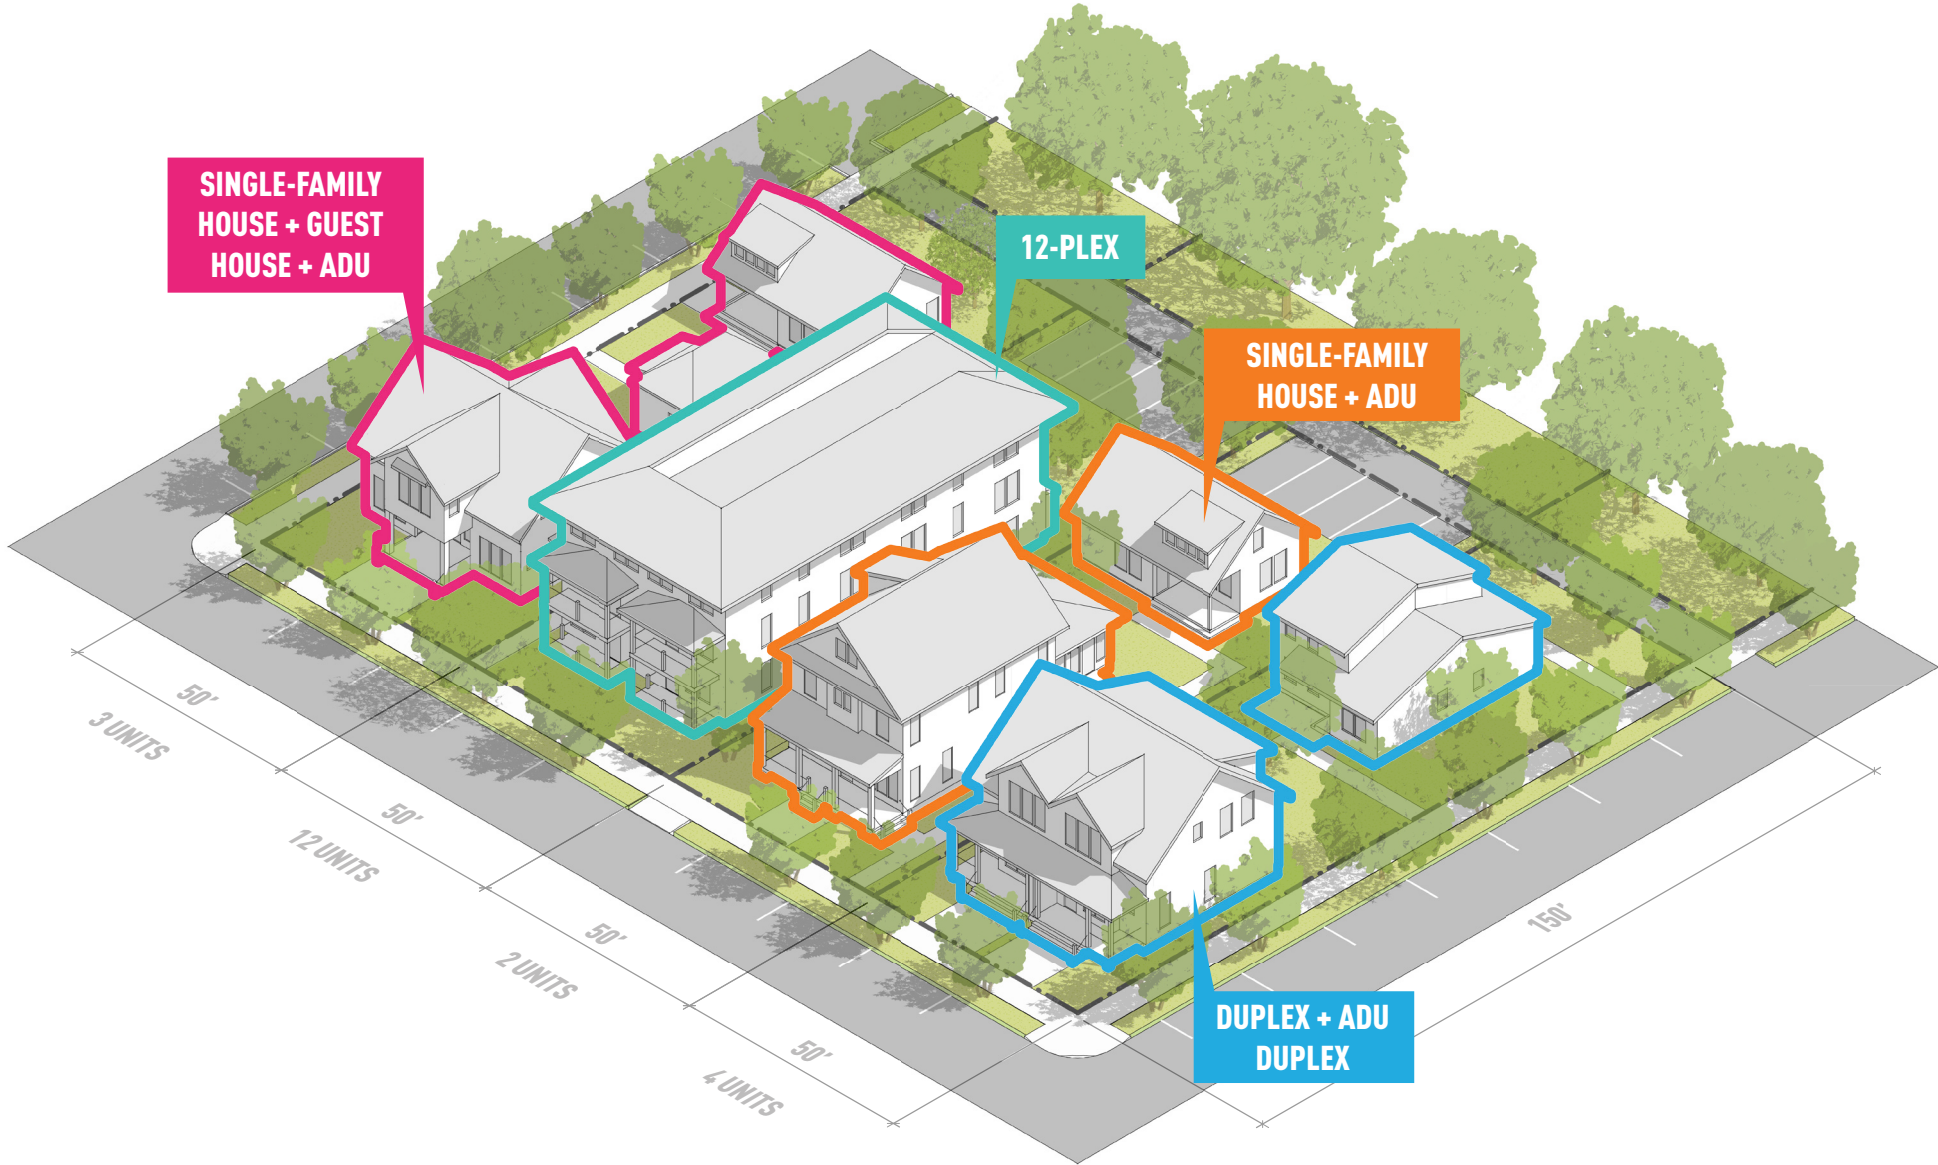 SINGLE-FAMILY
HOUSE + GUEST
HOUSE + ADU
12-PLEX
SINGLE-FAMILY
HOUSE + ADU
DUPLEX + ADU
DUPLEX
50'
3 UNITS
50'
12 UNITS
50'
2 UNITS
50'
4 UNITS
150'